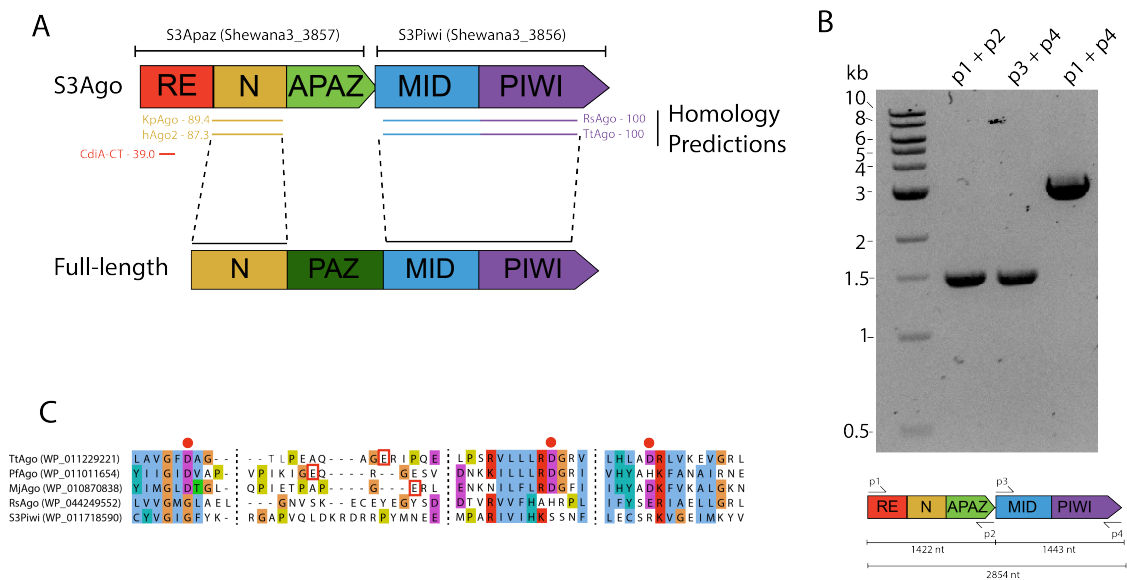 A
S3Apaz (Shewana3_3857)
S3Piwi (Shewana3_3856)
S3Ago
RE
N
APAZ
MID
PIWI
KpAgo - 89.4
hAgo2 - 87.3
CdiA-CT - 39.0
RsAgo - 100
TtAgo - 100
Homology
Predictions
Full-length
N
PAZ
MID
PIWI
B
kb
p1 + p2
p3 + p4
p1 + p4
10
8
6
5
4
3
2
1.5
1
0.5
p1
p3
RE
N
APAZ
MID
PIWI
p2
p4
1422 nt
1443 nt
2854 nt
C
TtAgo (WP_011229221) LAVGFDAG- ---TLPEAQ--AGERIPQE LPSRVLLLRDGRV LHLADRLVKEVGRL
PfAgo (WP_011011654) YIIGIDVAP VPIKIGEQ---R--GESV DNKKILLLRDGRI VHYAHKFANAIRNE
MjAgo (WP_010870838) YIMGLDTGL -QPIETPAP----G--ERL ENKNILFLRDGFI IHYADKFVKALGKN
RsAgo (WP_044249552) LVVGMGLAEL --GNVSK-ECEYEGYSD DTVRVVFHAHRPL IFYSERIAELLGRL
S3Piwi (WP_011718590) CYVGIGFYK- RGAPVQLDKRDRRPYMNEE MPARIVIHKSSNF LECSRKVGEIMKYV